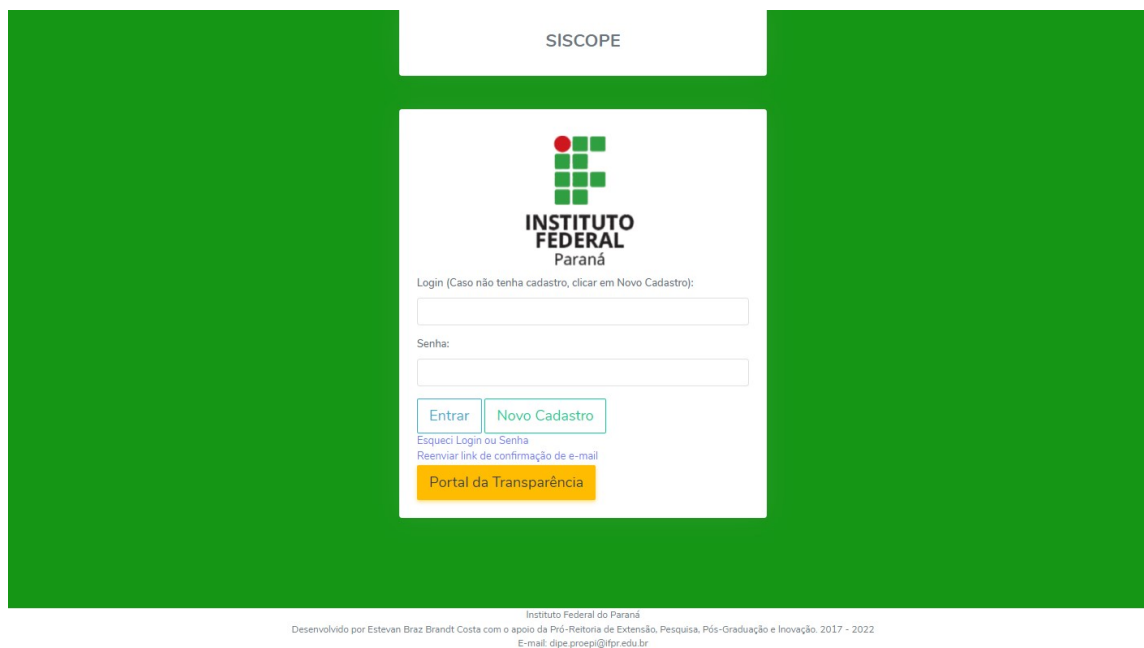 SISCOPE
INSTITUTO
FEDERAL
Paraná
Login (Caso não tenha cadastro, clicar em Novo Cadastro):
Senha:
Entrar Novo Cadastro
Esqueci Login ou Senha
Reenviar link de confirmação de e-mail
Portal da Transparência
Instituto Federal do Paraná
Desenvolvido por Estevan Braz Brandt Costa com o apoio da Pró-Reitoria de Extensão, Pesquisa, Pós-Graduação e Inovação. 2017 - 2022
E-mail: dipe.proepi@ifpr.edu.br